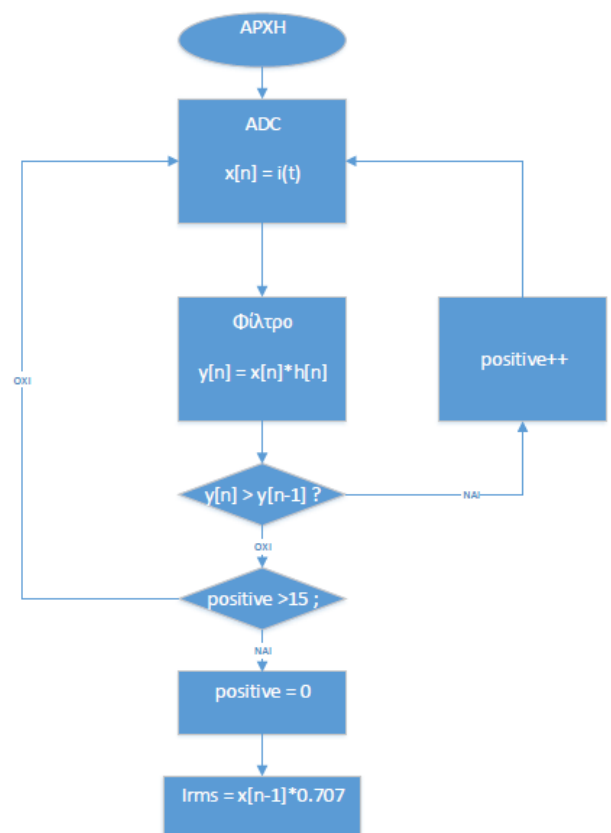 ΑΡΧΗ
ADC
x[n] = i(t)
Φίλτρο
y[n] = x[n]*h[n]
positive++
ΟΧΙ
y[n] > y[n-1] ?
ΝΑΙ
ΟΧΙ
positive >15 ;
ΝΑΙ
positive = 0
Irms = x[n-1]*0.707